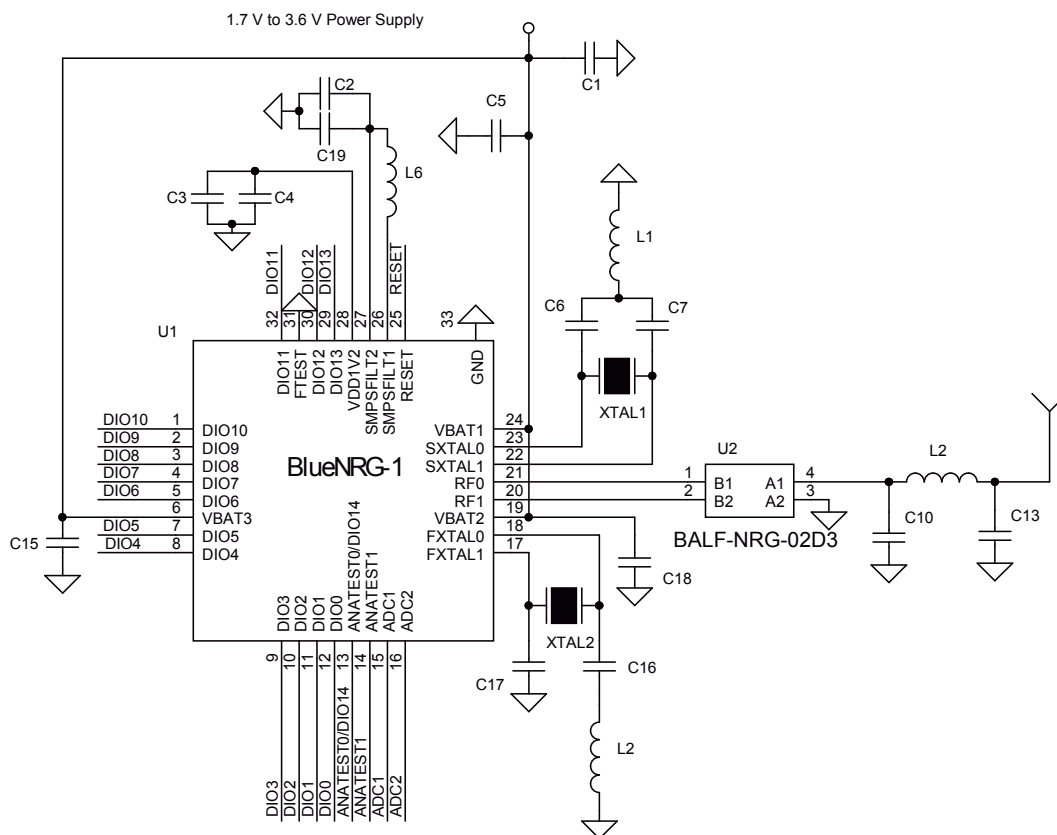 1.7 V to 3.6 V Power Supply
C1
C2
C5
C19
L6
C3
C4
L1
C6
C7
DIO11
DIO12
DIO13
RESET
32
31
30
29
28
27
26
25
33
U1
DIO11
FTEST
DIO12
DIO13
VDD1V2
SMPSFILT2
SMPSFILT1
RESET
GND
XTAL1
DIO10 1 DIO10
DIO9 2 DIO9
DIO8 3 DIO8
DIO7 4 DIO7
DIO6 5 DIO6
6 VBAT3
DIO5 7 DIO5
DIO4 8 DIO4
BlueNRG-1
VBAT1 24
SXTAL0 23
SXTAL1 22
RF0 21
RF1 20
VBAT2 19
FXTAL0 18
FXTAL1 17
U2
1 B1 A1 4
2 B2 A2 3
BALF-NRG-02D3
L2
C10
C13
C15
C18
DIO3
DIO2
DIO1
DIO0
ANATEST0/DIO14
ANATEST1
ADC1
ADC2
XTAL2
9
10
11
12
13
14
15
16
C17
C16
L2
DIO3
DIO2
DIO1
DIO0
ANATEST0/DIO14
ANATEST1
ADC1
ADC2